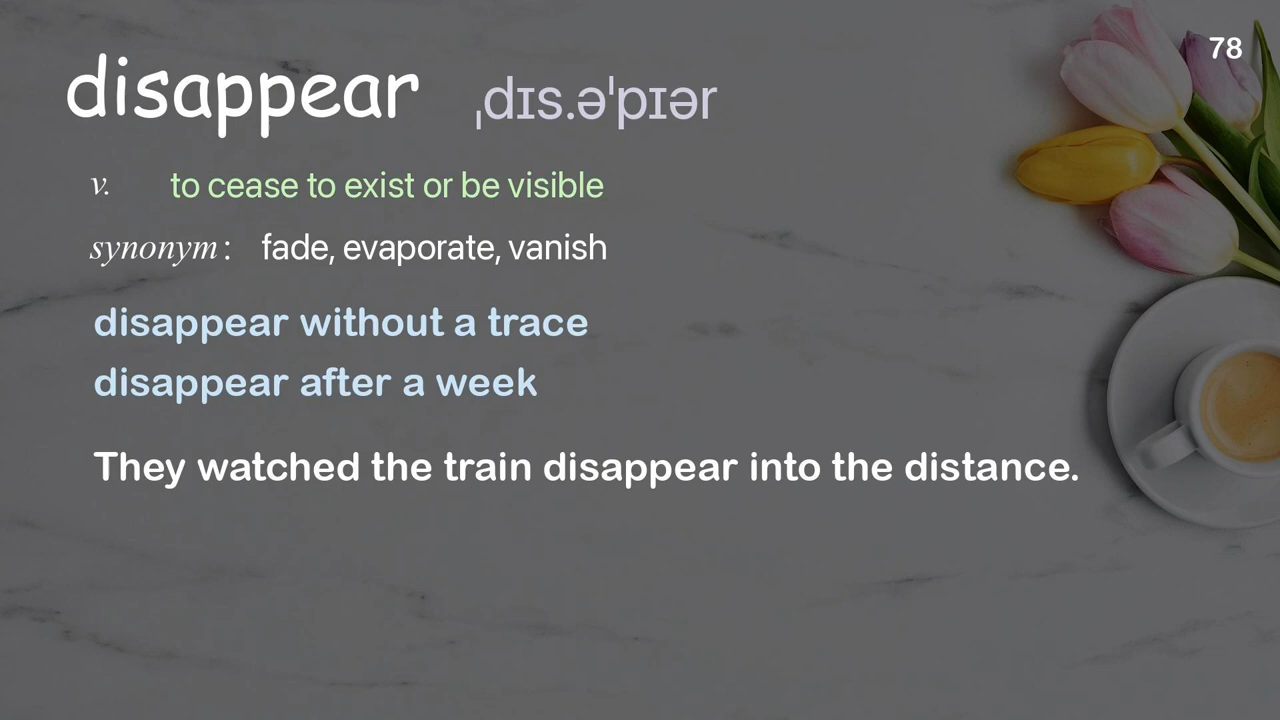 78
disappear ˌdɪs.əˈpɪər
v. to cease to exist or be visible
synonym: fade, evaporate, vanish
disappear without a trace
disappear after a week
They watched the train disappear into the distance.